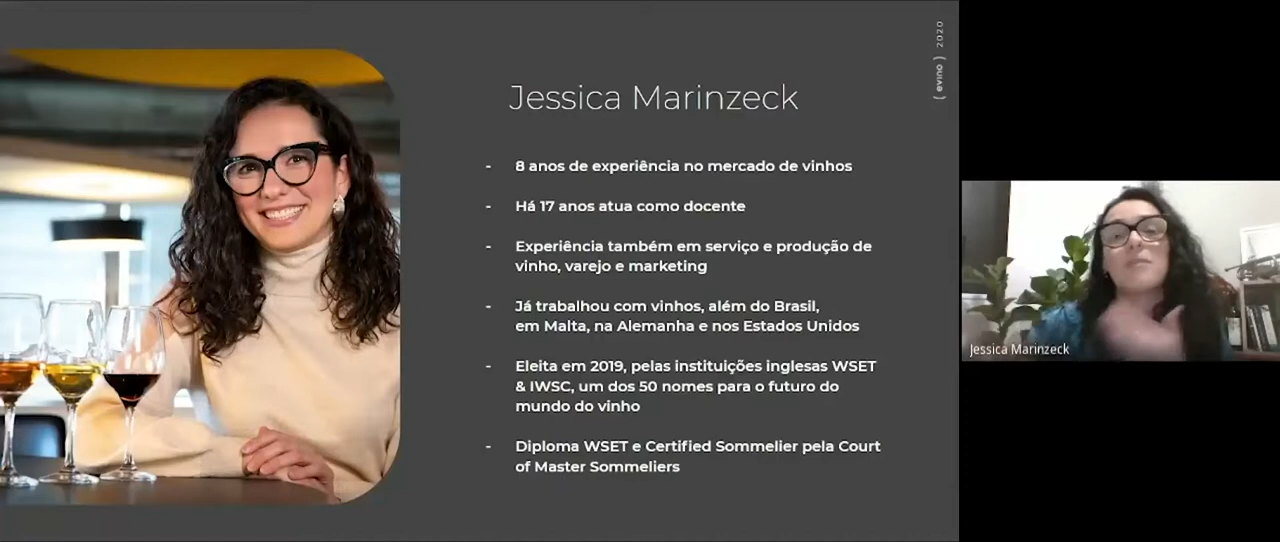 ( evino ) 2020
Jessica Marinzeck
- 8 anos de experiência no mercado de vinhos
- Há 17 anos atua como docente
- Experiência também em serviço e produção de
vinho, varejo e marketing
- Já trabalhou com vinhos, além do Brasil,
em Malta, na Alemanha e nos Estados Unidos
- Eleita em 2019, pelas instituições inglesas WSET
& IWSC, um dos 50 nomes para o futuro do
mundo do vinho
- Diploma WSET e Certified Sommelier pela Court
of Master Sommeliers
Jessica Marinzeck